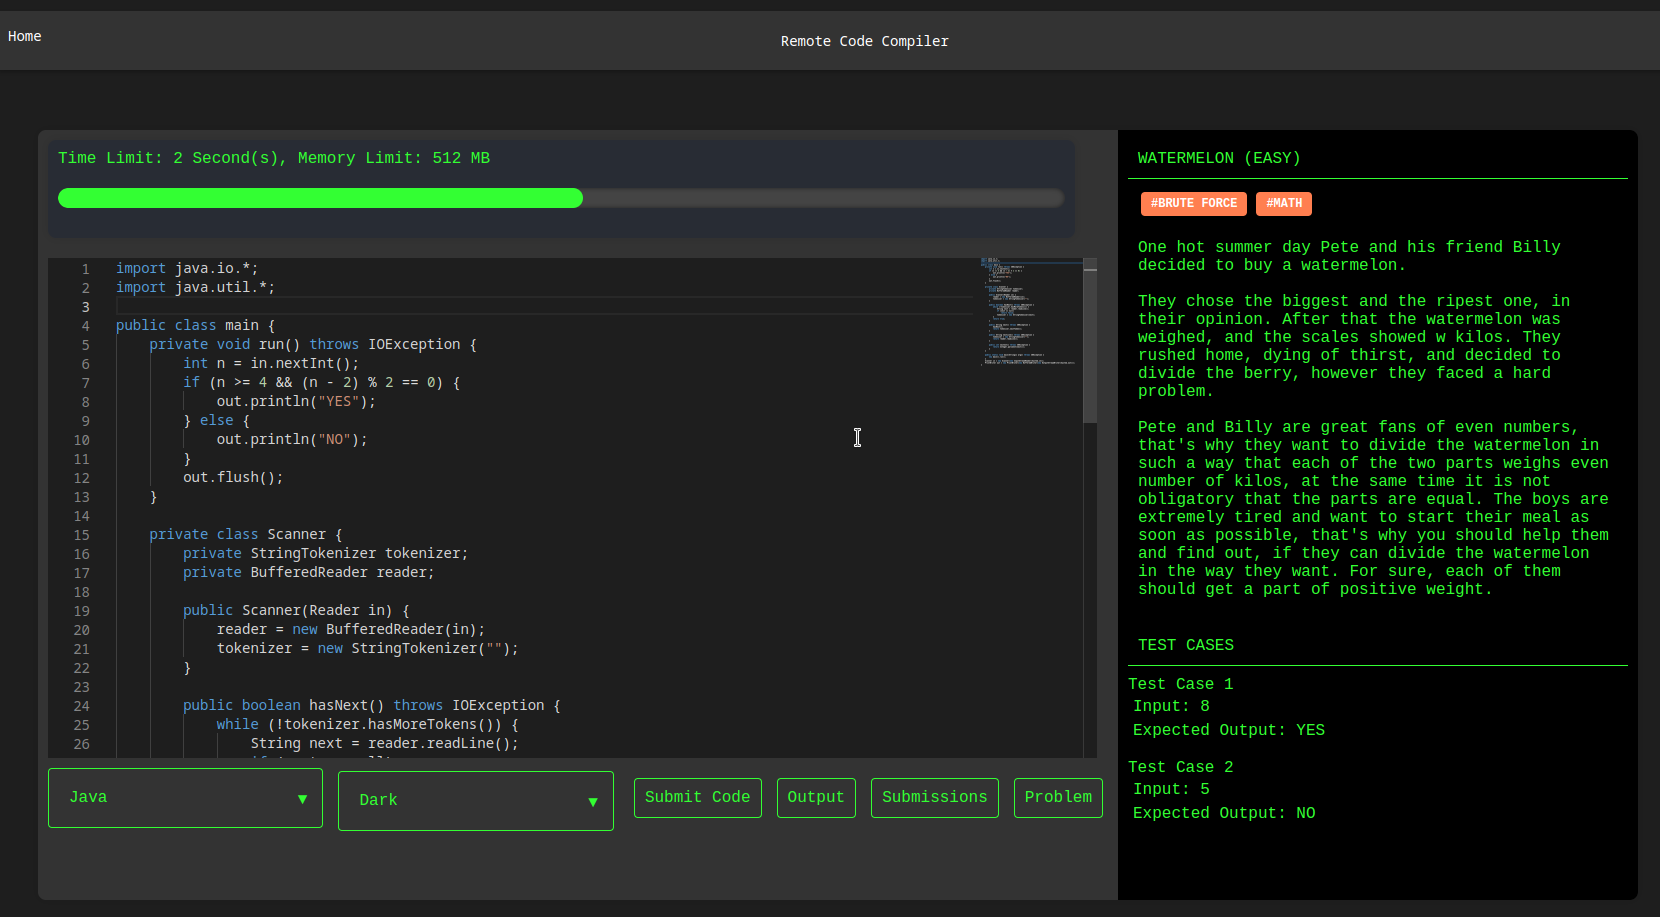 Home
Remote Code Compiler
Time Limit: 2 Second(s), Memory Limit: 512 MB
1 import java.io.*;
2 import java.util.*;
3
4 public class main {
5 private void run() throws IOException {
6 int n = in.nextInt();
7 if (n >= 4 && (n - 2) % 2 == 0) {
8 out.println("YES");
9 } else {
10 out.println("NO");
11 }
12 out.flush();
13 }
14
15 private class Scanner {
16 private StringTokenizer tokenizer;
17 private BufferedReader reader;
18
19 public Scanner(Reader in) {
20 reader = new BufferedReader(in);
21 tokenizer = new StringTokenizer("");
22 }
23
24 public boolean hasNext() throws IOException {
25 while (!tokenizer.hasMoreTokens()) {
26 String next = reader.readLine();
Java ▼
Dark ▼
Submit Code
Output
Submissions
Problem
WATERMELON (EASY)
#BRUTE FORCE
#MATH
One hot summer day Pete and his friend Billy
decided to buy a watermelon.
They chose the biggest and the ripest one, in
their opinion. After that the watermelon was
weighed, and the scales showed w kilos. They
rushed home, dying of thirst, and decided to
divide the berry, however they faced a hard
problem.
Pete and Billy are great fans of even numbers,
that's why they want to divide the watermelon in
such a way that each of the two parts weighs even
number of kilos, at the same time it is not
obligatory that the parts are equal. The boys are
extremely tired and want to start their meal as
soon as possible, that's why you should help them
and find out, if they can divide the watermelon
in the way they want. For sure, each of them
should get a part of positive weight.
TEST CASES
Test Case 1
Input: 8
Expected Output: YES
Test Case 2
Input: 5
Expected Output: NO